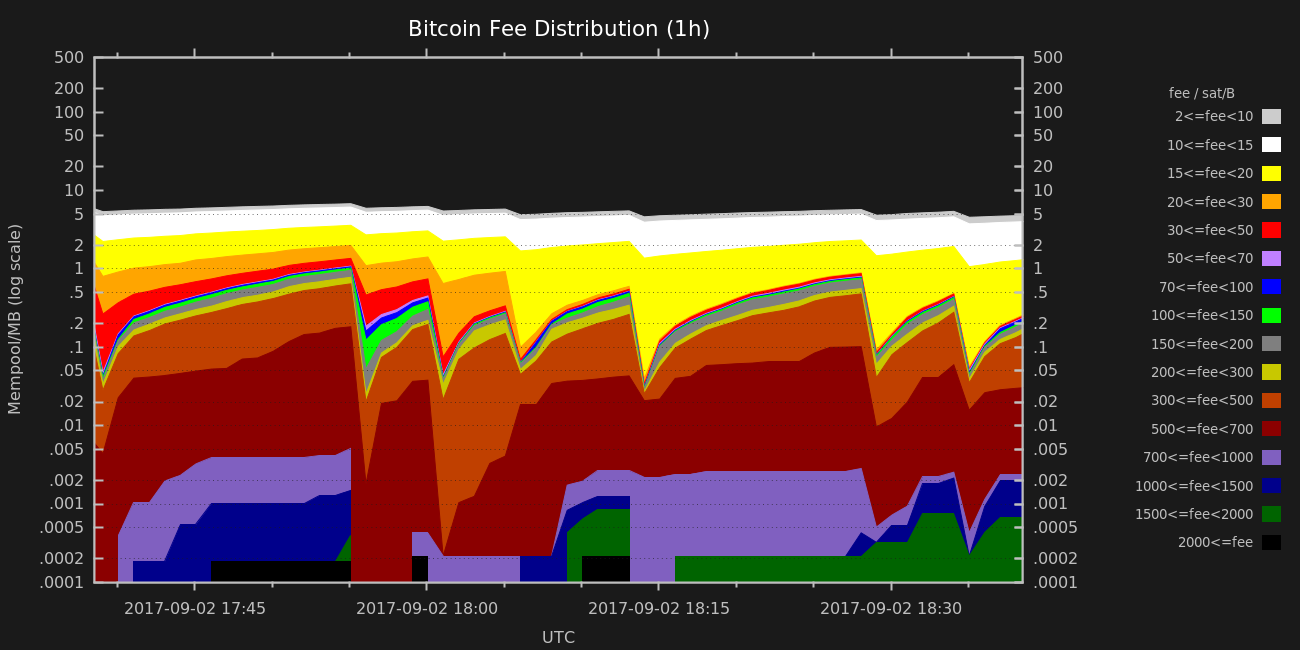 Bitcoin Fee Distribution (1h)
500
200
100
50
20
10
5
2
1
.5
.2
.1
.05
.02
.01
.005
.002
.001
.0005
.0002
.0001
Mempool/MB (log scale)
500
200
100
50
20
10
5
2
1
.5
.2
.1
.05
.02
.01
.005
.002
.001
.0005
.0002
.0001
2017-09-02 17:45 2017-09-02 18:00 2017-09-02 18:15 2017-09-02 18:30
UTC
fee / sat/B
2<=fee<10
10<=fee<15
15<=fee<20
20<=fee<30
30<=fee<50
50<=fee<70
70<=fee<100
100<=fee<150
150<=fee<200
200<=fee<300
300<=fee<500
500<=fee<700
700<=fee<1000
1000<=fee<1500
1500<=fee<2000
2000<=fee